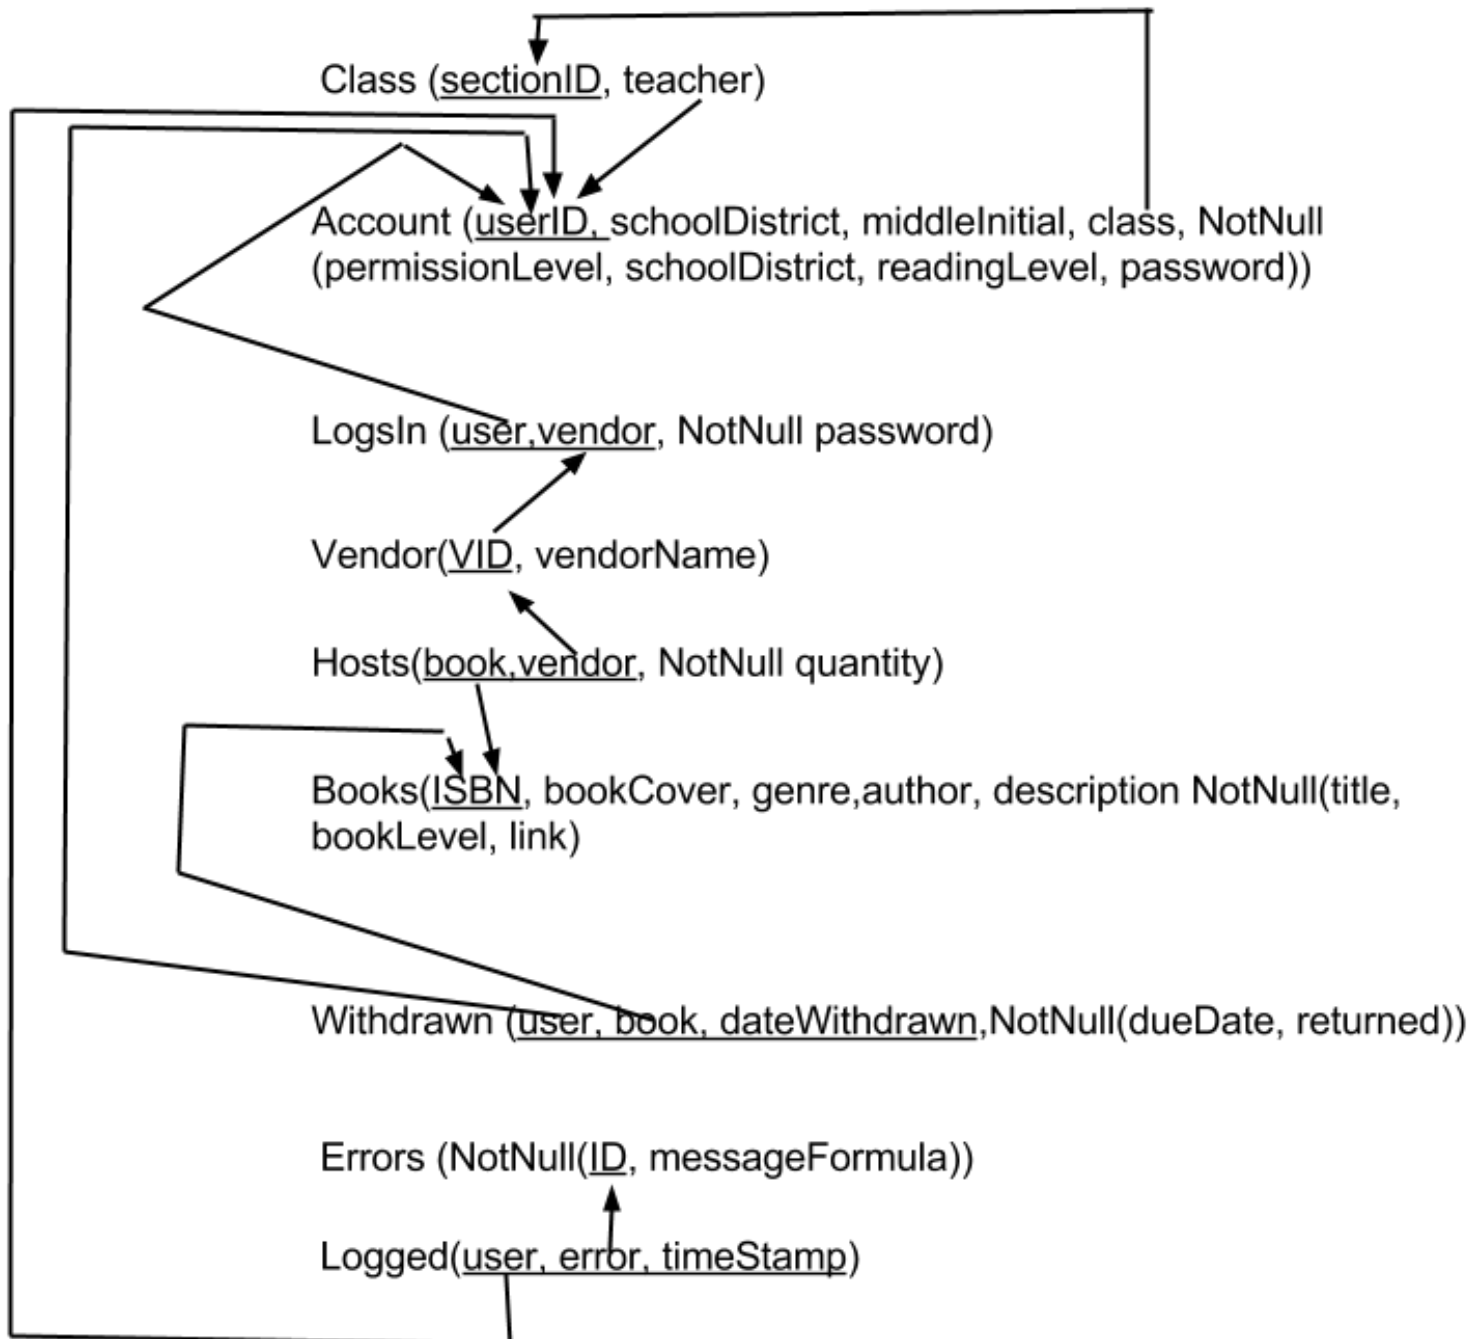 Class (sectionID, teacher)
Account (userID, schoolDistrict, middleInitial, class, NotNull
(permissionLevel, schoolDistrict, readingLevel, password))
LogsIn (user,vendor, NotNull password)
Vendor(VID, vendorName)
Hosts(book,vendor, NotNull quantity)
Books(ISBN, bookCover, genre,author, description NotNull(title,
bookLevel, link)
Withdrawn (user, book, dateWithdrawn,NotNull(dueDate, returned))
Errors (NotNull(ID, messageFormula))
Logged(user, error, timeStamp)